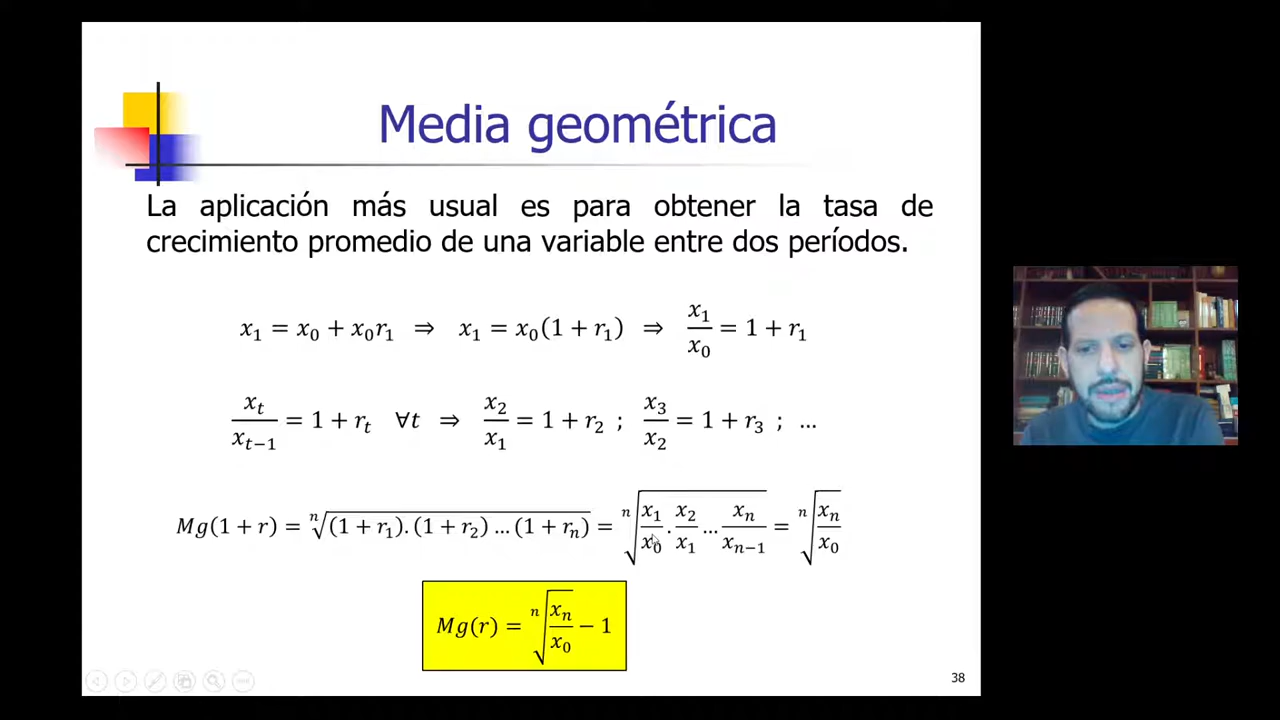 Media geométrica
La aplicación más usual es para obtener la tasa de
crecimiento promedio de una variable entre dos períodos.
x₁ = x₀ + x₀r₁ ⇒ x₁ = x₀(1 + r₁) ⇒ x₁/x₀ = 1 + r₁
xₜ/xₜ₋₁ = 1 + rₜ ∀t ⇒ x₂/x₁ = 1 + r₂ ; x₃/x₂ = 1 + r₃ ; …
Mg(1 + r) = ⁿ√((1 + r₁).(1 + r₂) … (1 + rₙ)) = ⁿ√(x₁/x₀ . x₂/x₁ … xₙ/xₙ₋₁) = ⁿ√(xₙ/x₀)
Mg(r) = ⁿ√(xₙ/x₀) − 1
38